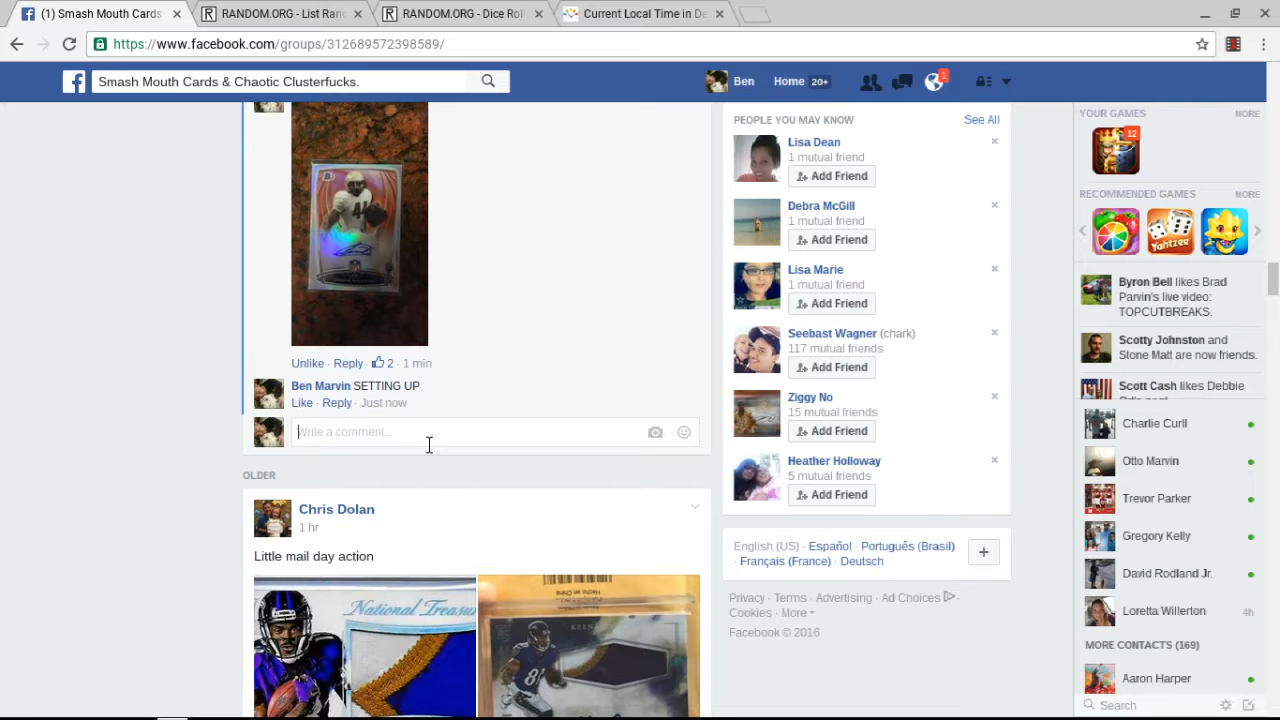 (1) Smash Mouth Cards
RANDOM.ORG - List Ran
RANDOM.ORG - Dice Roll
Current Local Time in De
https://www.facebook.com/groups/312689572398589/
Smash Mouth Cards & Chaotic Clusterfucks.
Ben
Home 20+
1
Unlike · Reply · 2 · 1 min
Ben Marvin SETTING UP
Like · Reply · Just now
Write a comment...
OLDER
Chris Dolan
1 hr
Little mail day action
National Treasu
Hecho en China
KEENA
81
PEOPLE YOU MAY KNOW
See All
Lisa Dean
1 mutual friend
Add Friend
Debra McGill
1 mutual friend
Add Friend
Lisa Marie
1 mutual friend
Add Friend
Seebast Wagner (chark)
117 mutual friends
Add Friend
Ziggy No
15 mutual friends
Add Friend
Heather Holloway
5 mutual friends
Add Friend
English (US) · Español · Português (Brasil)
· Français (France) · Deutsch
Privacy · Terms · Advertising · Ad Choices ·
Cookies · More
Facebook © 2016
YOUR GAMES
MORE
12
RECOMMENDED GAMES
MORE
Yahtzee
Byron Bell likes Brad
Parvin's live video:
TOPCUTBREAKS.
Scotty Johnston and
Stone Matt are now friends.
Scott Cash likes Debbie
Charlie Curll
Otto Marvin
Trevor Parker
Gregory Kelly
David Rodland Jr.
Loretta Willerton 4h
MORE CONTACTS (169)
Aaron Harper
Search